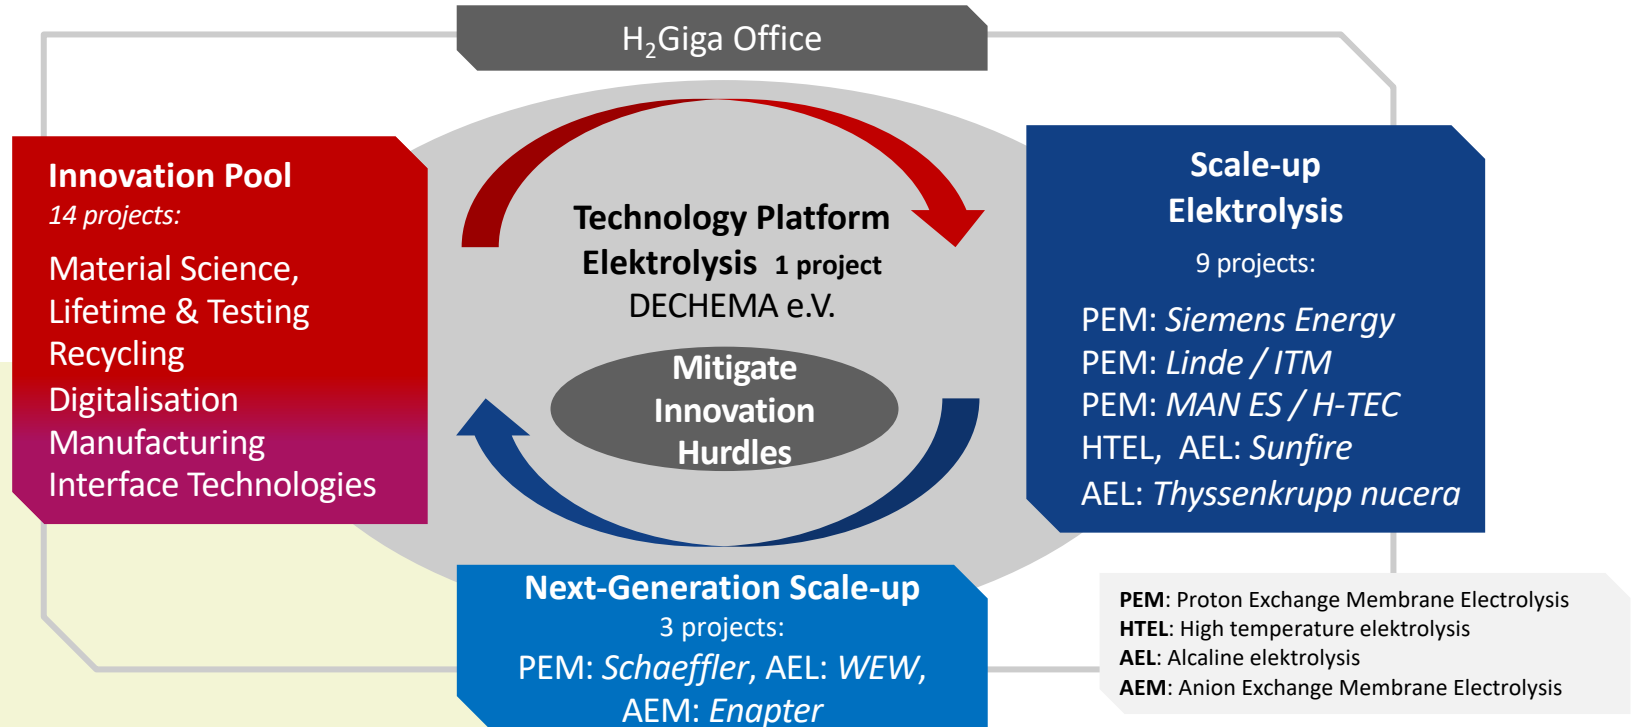 H₂Giga Office
Innovation Pool
14 projects:
Material Science,
Lifetime & Testing
Recycling
Digitalisation
Manufacturing
Interface Technologies
Technology Platform
Elektrolysis 1 project
DECHEMA e.V.
Mitigate
Innovation
Hurdles
Scale-up
Elektrolysis
9 projects:
PEM: Siemens Energy
PEM: Linde / ITM
PEM: MAN ES / H-TEC
HTEL, AEL: Sunfire
AEL: Thyssenkrupp nucera
Next-Generation Scale-up
3 projects:
PEM: Schaeffler, AEL: WEW,
AEM: Enapter
PEM: Proton Exchange Membrane Electrolysis
HTEL: High temperature elektrolysis
AEL: Alcaline elektrolysis
AEM: Anion Exchange Membrane Electrolysis